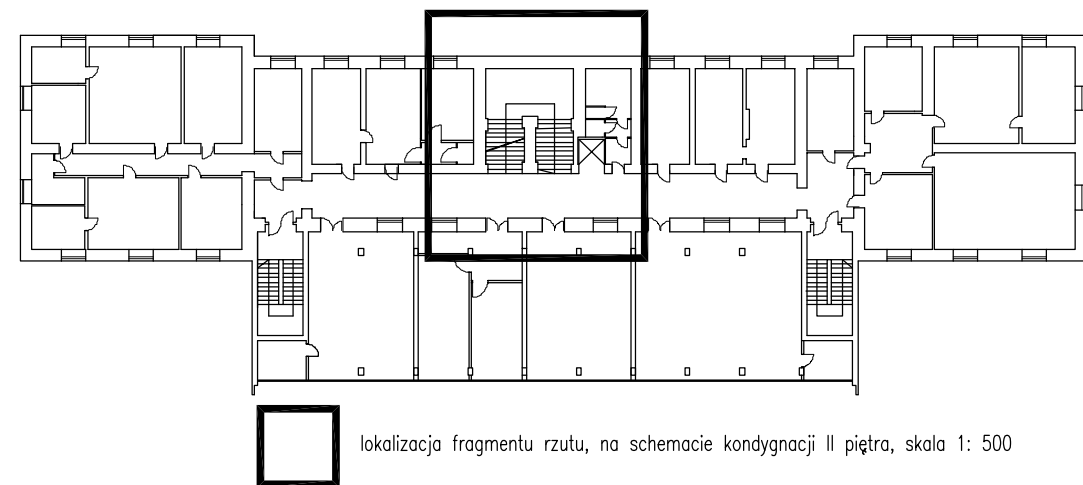 lokalizacja fragmentu rzutu, na schemacie kondygnacji II piętra, skala 1: 500